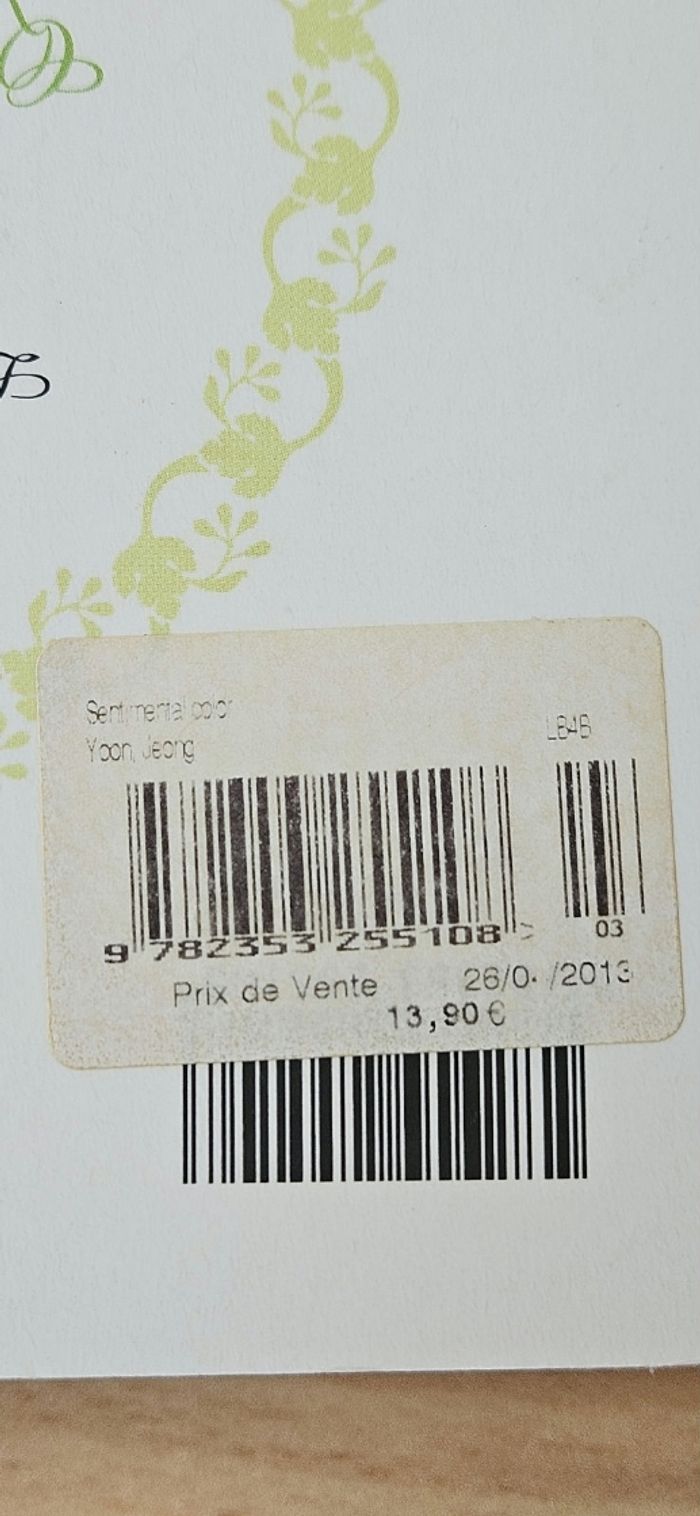 Sentimental color
Yoon, Jeong
LB4B
9 782353 255108 >
03
Prix de Vente
13,90 €